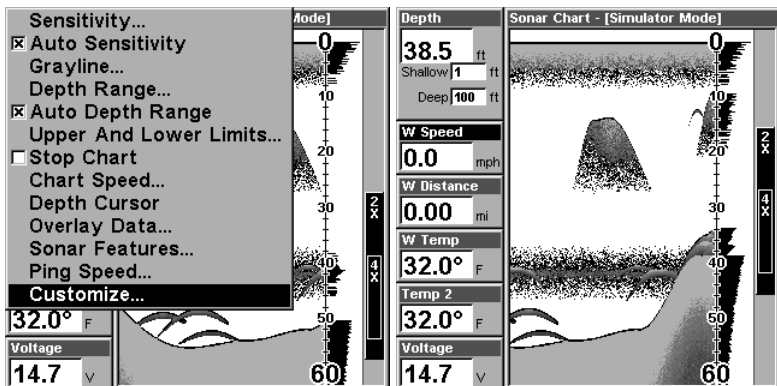 Sensitivity...
Auto Sensitivity
Grayline...
Depth Range...
Auto Depth Range
Upper And Lower Limits...
Stop Chart
Chart Speed...
Depth Cursor
Overlay Data...
Sonar Features...
Ping Speed...
Customize...
Mode]
0
10
20
30
40
50
60
2X
4X
32.0° F
Voltage
14.7 V
Depth
38.5 ft
Shallow 1 ft
Deep 100 ft
W Speed
0.0 mph
W Distance
0.00 mi
W Temp
32.0° F
Temp 2
32.0° F
Voltage
14.7 V
Sonar Chart - [Simulator Mode]
0
10
20
30
40
50
60
2X
4X